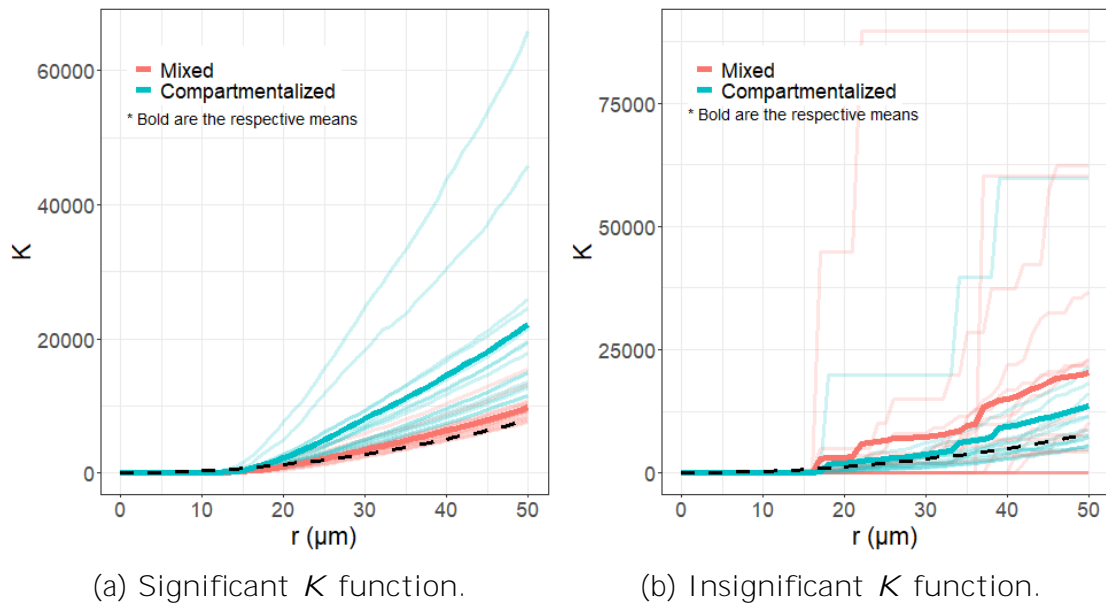 60000
40000
20000
0
K
Mixed
Compartmentalized
* Bold are the respective means
0 10 20 30 40 50
r (µm)
(a) Significant K function.
75000
50000
25000
0
K
Mixed
Compartmentalized
* Bold are the respective means
0 10 20 30 40 50
r (µm)
(b) Insignificant K function.